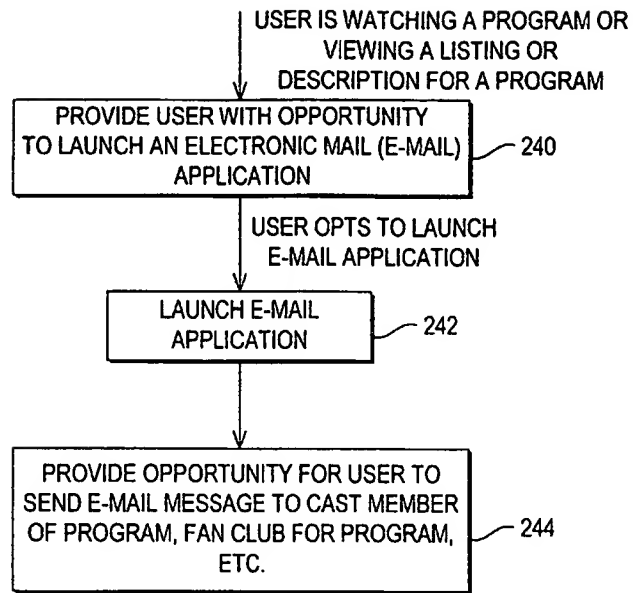 USER IS WATCHING A PROGRAM OR
VIEWING A LISTING OR
DESCRIPTION FOR A PROGRAM
PROVIDE USER WITH OPPORTUNITY
TO LAUNCH AN ELECTRONIC MAIL (E-MAIL)
APPLICATION
240
USER OPTS TO LAUNCH
E-MAIL APPLICATION
LAUNCH E-MAIL
APPLICATION
242
PROVIDE OPPORTUNITY FOR USER TO
SEND E-MAIL MESSAGE TO CAST MEMBER
OF PROGRAM, FAN CLUB FOR PROGRAM,
ETC.
244